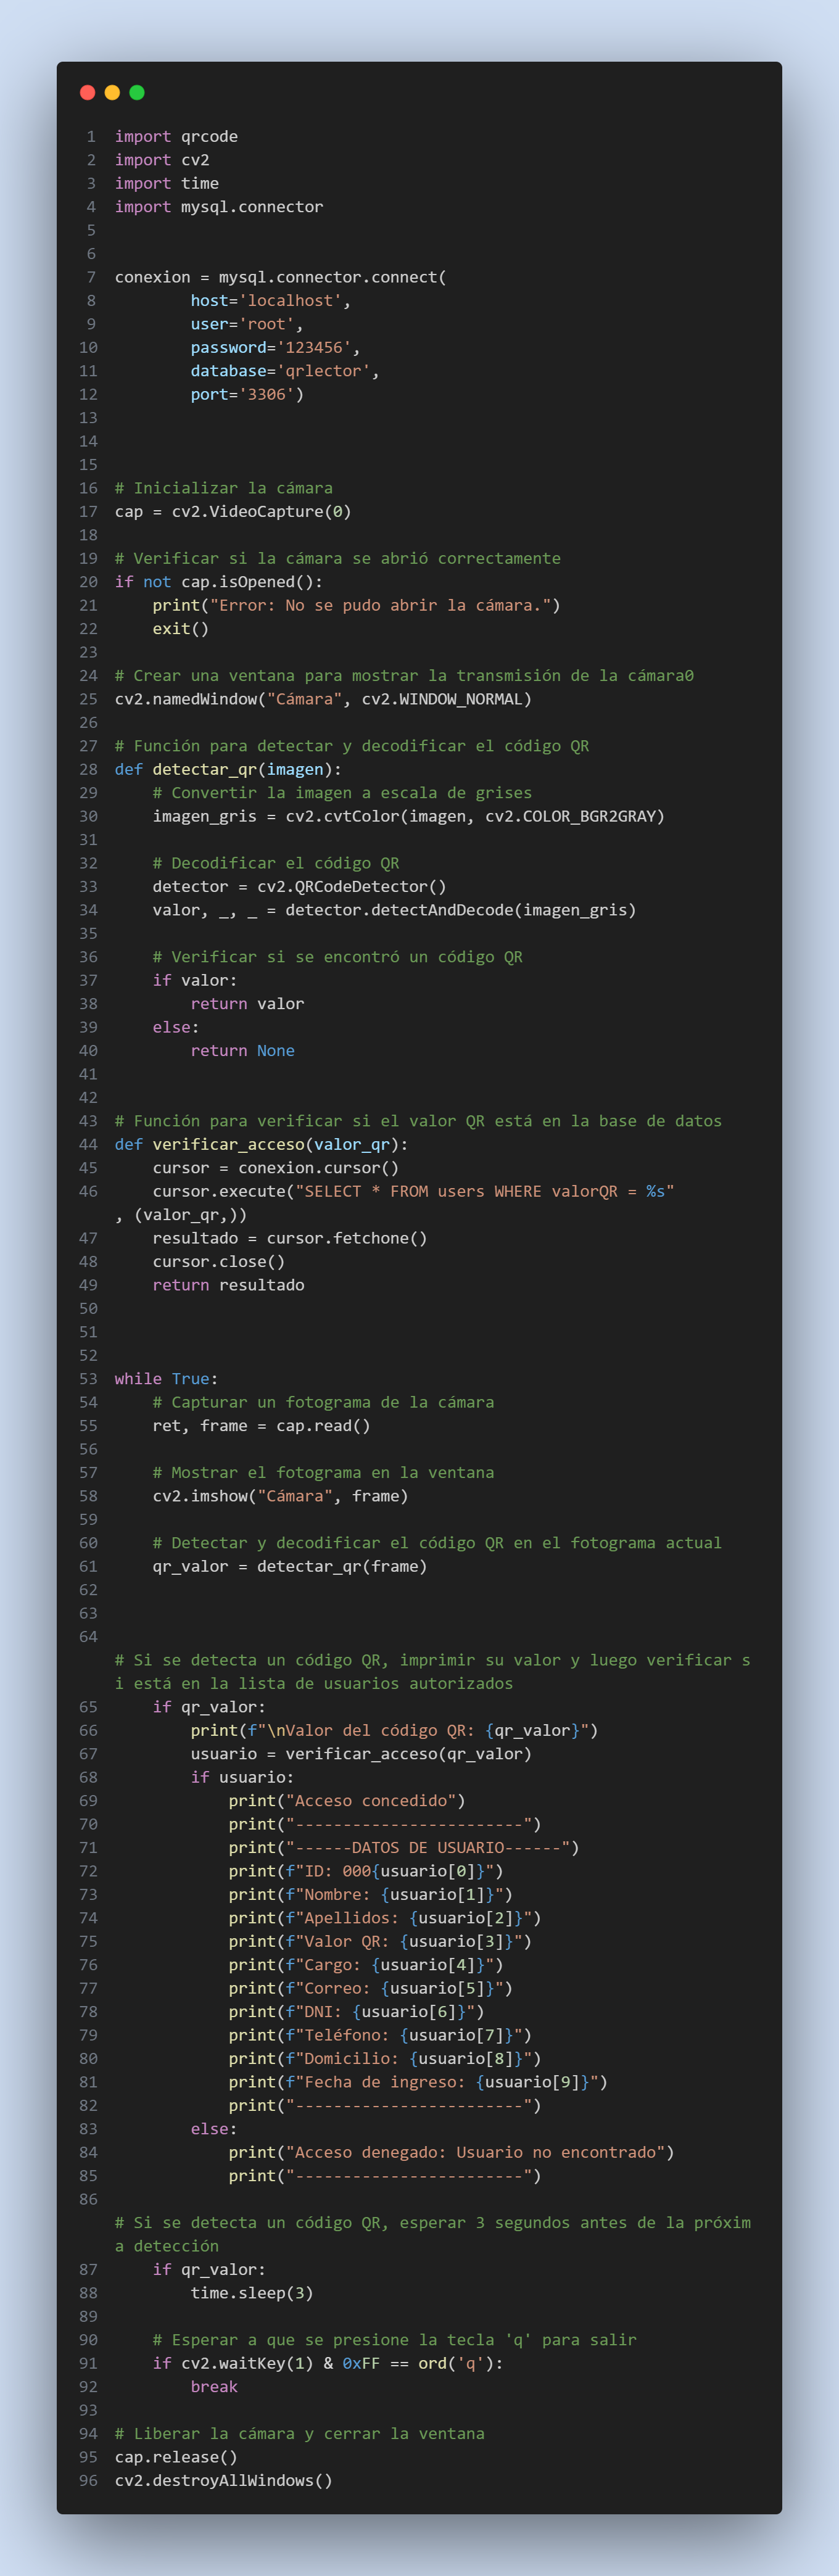 1 import qrcode
2 import cv2
3 import time
4 import mysql.connector
5
6
7 conexion = mysql.connector.connect(
8         host='localhost',
9         user='root',
10         password='123456',
11         database='qrlector',
12         port='3306')
13
14
15
16 # Inicializar la cámara
17 cap = cv2.VideoCapture(0)
18
19 # Verificar si la cámara se abrió correctamente
20 if not cap.isOpened():
21     print("Error: No se pudo abrir la cámara.")
22     exit()
23
24 # Crear una ventana para mostrar la transmisión de la cámara0
25 cv2.namedWindow("Cámara", cv2.WINDOW_NORMAL)
26
27 # Función para detectar y decodificar el código QR
28 def detectar_qr(imagen):
29     # Convertir la imagen a escala de grises
30     imagen_gris = cv2.cvtColor(imagen, cv2.COLOR_BGR2GRAY)
31
32     # Decodificar el código QR
33     detector = cv2.QRCodeDetector()
34     valor, _, _ = detector.detectAndDecode(imagen_gris)
35
36     # Verificar si se encontró un código QR
37     if valor:
38         return valor
39     else:
40         return None
41
42
43 # Función para verificar si el valor QR está en la base de datos
44 def verificar_acceso(valor_qr):
45     cursor = conexion.cursor()
46     cursor.execute("SELECT * FROM users WHERE valorQR = %s"
, (valor_qr,))
47     resultado = cursor.fetchone()
48     cursor.close()
49     return resultado
50
51
52
53 while True:
54     # Capturar un fotograma de la cámara
55     ret, frame = cap.read()
56
57     # Mostrar el fotograma en la ventana
58     cv2.imshow("Cámara", frame)
59
60     # Detectar y decodificar el código QR en el fotograma actual
61     qr_valor = detectar_qr(frame)
62
63
64
# Si se detecta un código QR, imprimir su valor y luego verificar s
i está en la lista de usuarios autorizados
65     if qr_valor:
66         print(f"\nValor del código QR: {qr_valor}")
67         usuario = verificar_acceso(qr_valor)
68         if usuario:
69             print("Acceso concedido")
70             print("------------------------")
71             print("------DATOS DE USUARIO------")
72             print(f"ID: 000{usuario[0]}")
73             print(f"Nombre: {usuario[1]}")
74             print(f"Apellidos: {usuario[2]}")
75             print(f"Valor QR: {usuario[3]}")
76             print(f"Cargo: {usuario[4]}")
77             print(f"Correo: {usuario[5]}")
78             print(f"DNI: {usuario[6]}")
79             print(f"Teléfono: {usuario[7]}")
80             print(f"Domicilio: {usuario[8]}")
81             print(f"Fecha de ingreso: {usuario[9]}")
82             print("------------------------")
83         else:
84             print("Acceso denegado: Usuario no encontrado")
85             print("------------------------")
86
# Si se detecta un código QR, esperar 3 segundos antes de la próxim
a detección
87     if qr_valor:
88         time.sleep(3)
89
90     # Esperar a que se presione la tecla 'q' para salir
91     if cv2.waitKey(1) & 0xFF == ord('q'):
92         break
93
94 # Liberar la cámara y cerrar la ventana
95 cap.release()
96 cv2.destroyAllWindows()